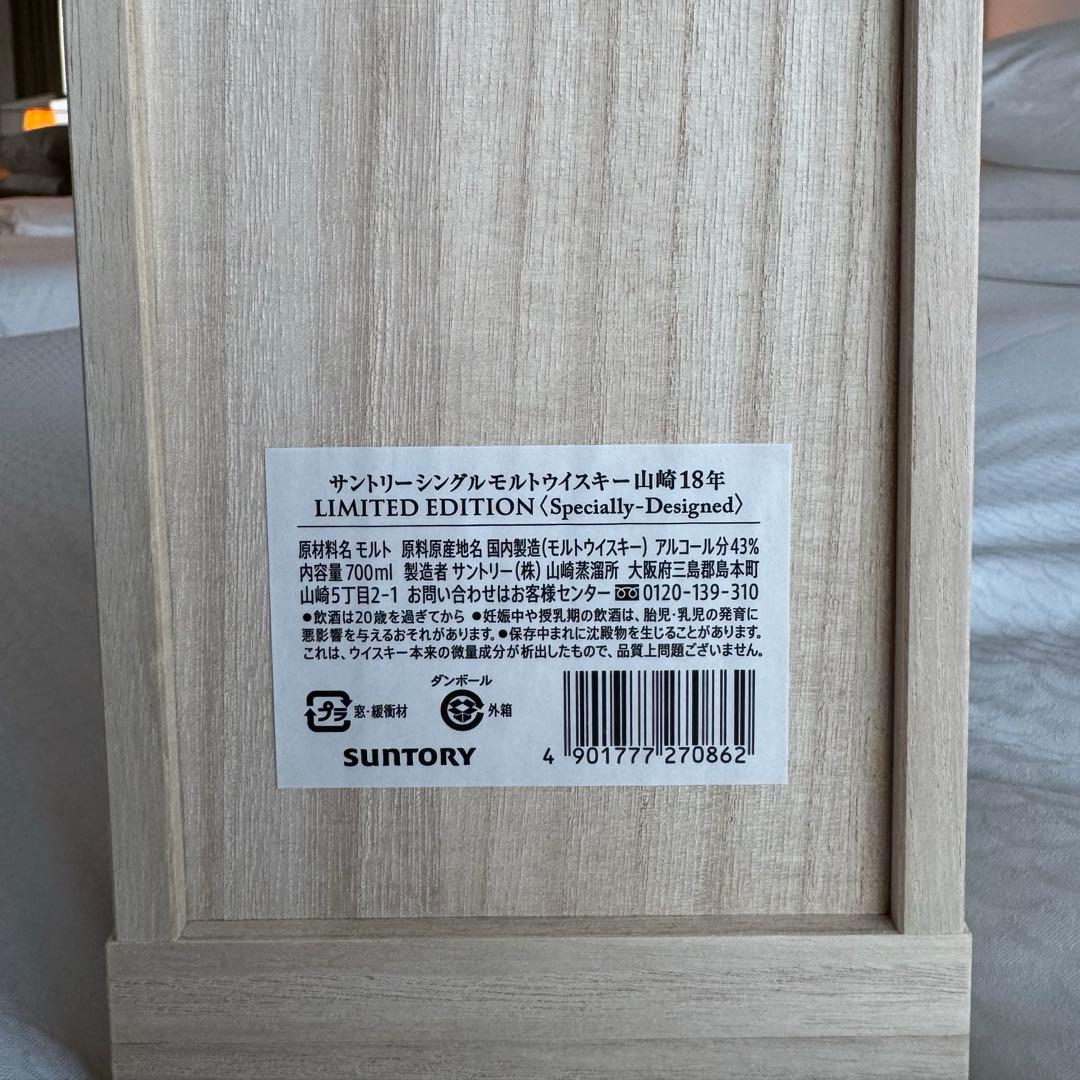 サントリーシングルモルトウイスキー山崎18年
LIMITED EDITION〈Specially-Designed〉
原材料名 モルト 原料原産地名 国内製造(モルトウイスキー) アルコール分43%
内容量700ml 製造者 サントリー(株) 山崎蒸溜所 大阪府三島郡島本町
山崎5丁目2-1 お問い合わせはお客様センター 0120-139-310
●飲酒は20歳を過ぎてから ●妊娠中や授乳期の飲酒は、胎児・乳児の発育に
悪影響を与えるおそれがあります。●保存中まれに沈殿物を生じることがあります。
これは、ウイスキー本来の微量成分が析出したもので、品質上問題ございません。
プラ 窓・緩衝材
ダンボール
外箱
SUNTORY
4 901777 270862